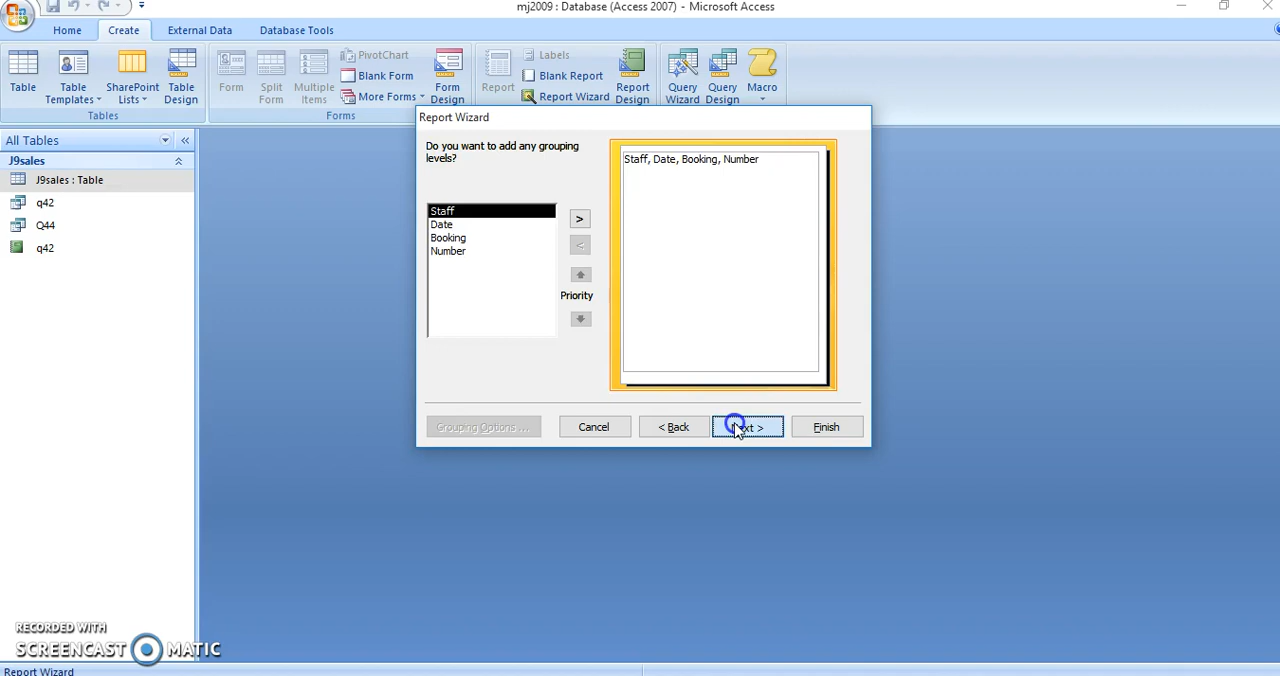 mj2009 : Database (Access 2007) - Microsoft Access
Home Create External Data Database Tools
Table
Table Templates
SharePoint Lists
Table Design
Tables
Form
Split Form
Multiple Items
PivotChart
Blank Form
More Forms
Form Design
Forms
Report
Labels
Blank Report
Report Wizard
Report Design
Query Wizard
Query Design
Macro
All Tables
J9sales
J9sales : Table
q42
Q44
q42
Report Wizard
Do you want to add any grouping
levels?
Staff
Date
Booking
Number
>
<
Priority
Staff, Date, Booking, Number
Grouping Options ...
Cancel
< Back
>
Finish
RECORDED WITH
SCREENCAST MATIC
Report Wizard